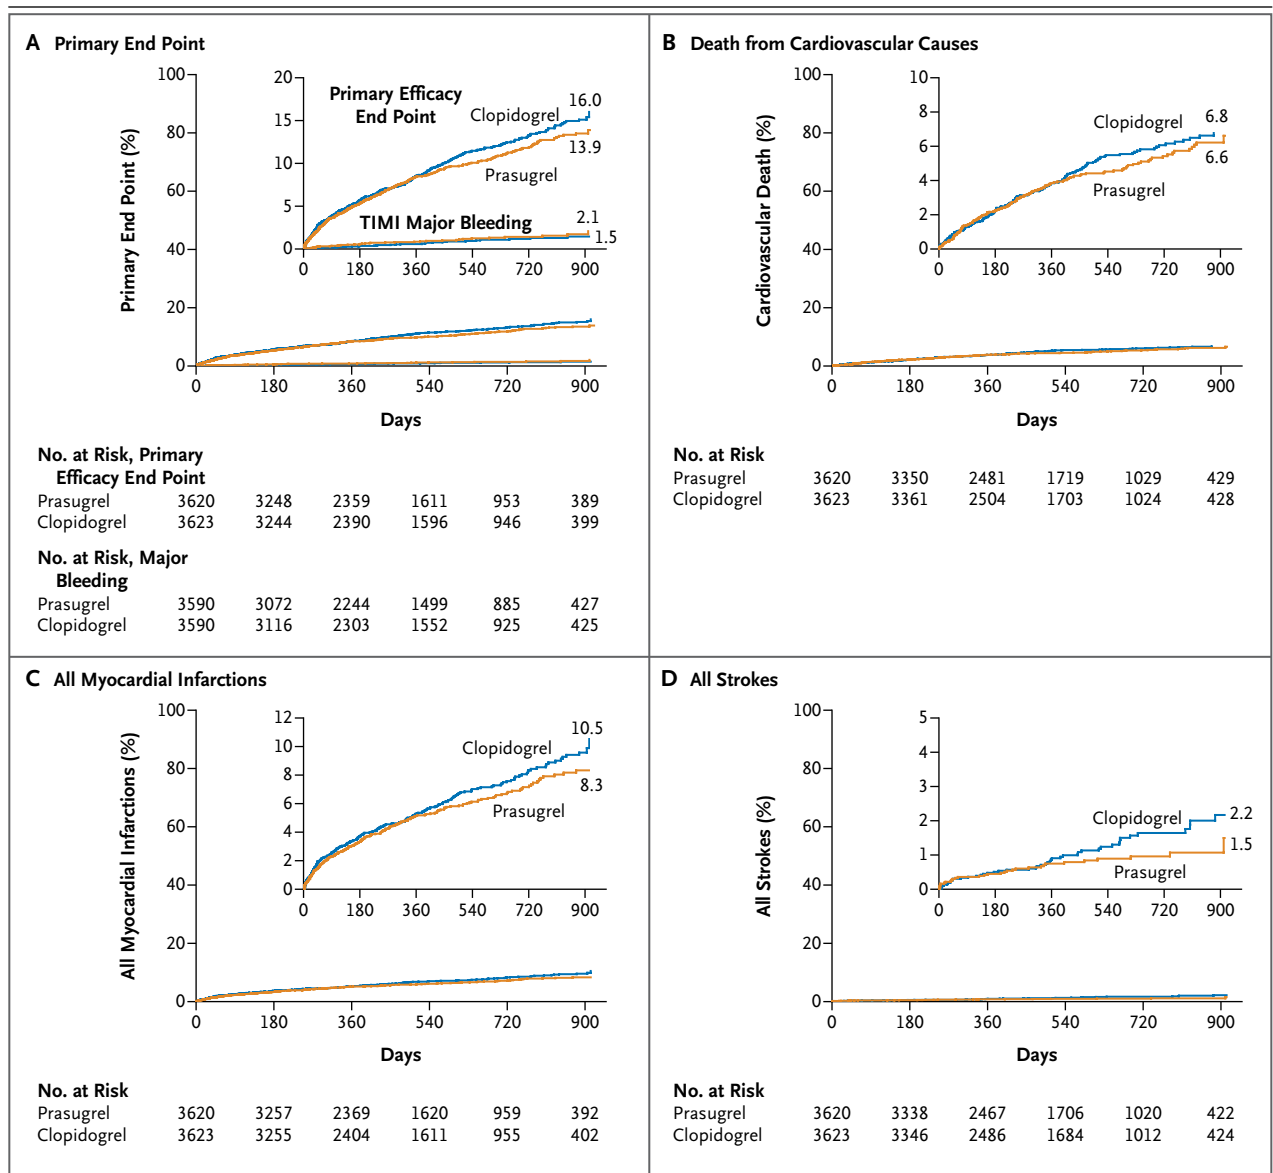 A Primary End Point
Primary End Point (%)
100
80
60
40
20
0
20
15
10
5
0
Primary Efficacy
End Point
Clopidogrel
16.0
13.9
Prasugrel
TIMI Major Bleeding
2.1
1.5
0 180 360 540 720 900
0 180 360 540 720 900
Days
No. at Risk, Primary
Efficacy End Point
Prasugrel 3620 3248 2359 1611 953 389
Clopidogrel 3623 3244 2390 1596 946 399
No. at Risk, Major
Bleeding
Prasugrel 3590 3072 2244 1499 885 427
Clopidogrel 3590 3116 2303 1552 925 425
B Death from Cardiovascular Causes
Cardiovascular Death (%)
100
80
60
40
20
0
10
8
6
4
2
0
Clopidogrel
6.8
6.6
Prasugrel
0 180 360 540 720 900
0 180 360 540 720 900
Days
No. at Risk
Prasugrel 3620 3350 2481 1719 1029 429
Clopidogrel 3623 3361 2504 1703 1024 428
C All Myocardial Infarctions
All Myocardial Infarctions (%)
100
80
60
40
20
0
12
10
8
6
4
2
0
Clopidogrel
10.5
8.3
Prasugrel
0 180 360 540 720 900
0 180 360 540 720 900
Days
No. at Risk
Prasugrel 3620 3257 2369 1620 959 392
Clopidogrel 3623 3255 2404 1611 955 402
D All Strokes
All Strokes (%)
100
80
60
40
20
0
5
4
3
2
1
0
Clopidogrel
2.2
1.5
Prasugrel
0 180 360 540 720 900
0 180 360 540 720 900
Days
No. at Risk
Prasugrel 3620 3338 2467 1706 1020 422
Clopidogrel 3623 3346 2486 1684 1012 424